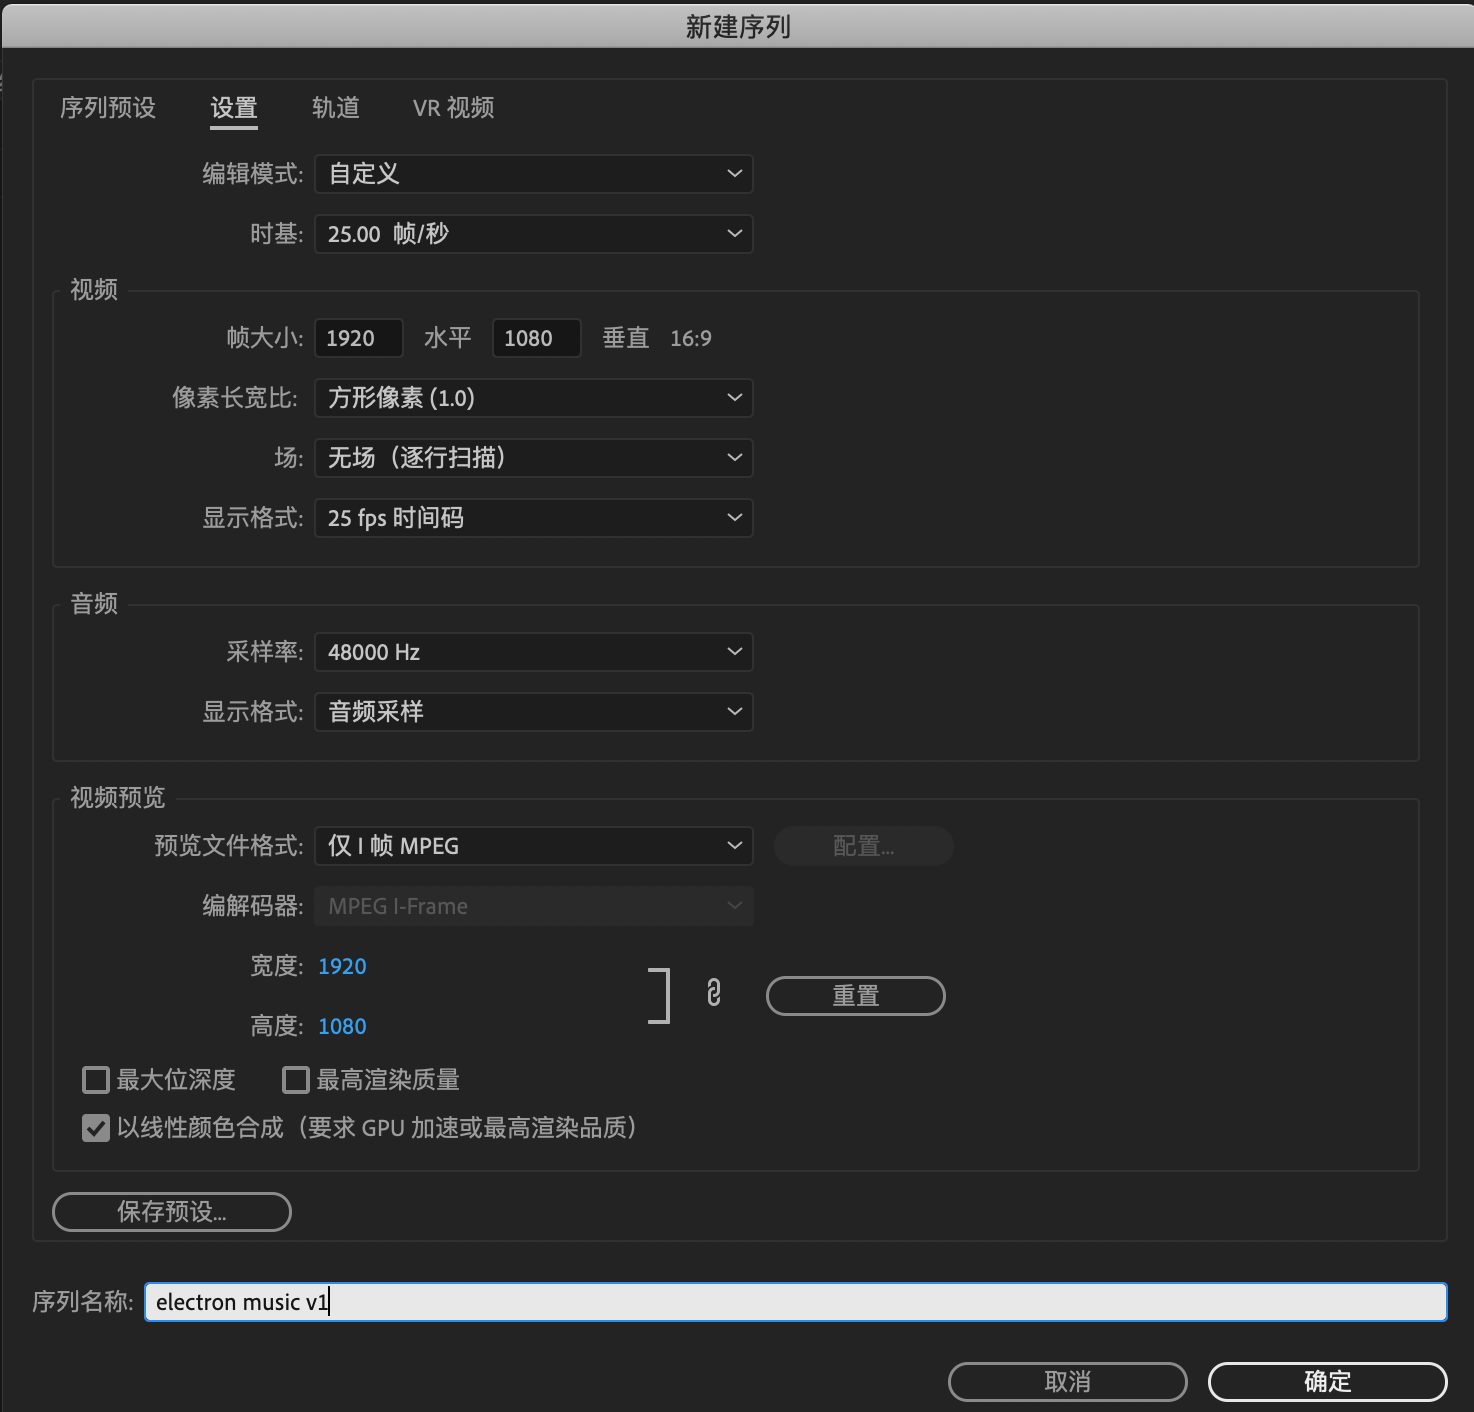 新建序列
序列预设 设置 轨道 VR 视频
编辑模式: 自定义
时基: 25.00 帧/秒
视频
帧大小: 1920 水平 1080 垂直 16:9
像素长宽比: 方形像素 (1.0)
场: 无场（逐行扫描）
显示格式: 25 fps 时间码
音频
采样率: 48000 Hz
显示格式: 音频采样
视频预览
预览文件格式: 仅 I 帧 MPEG 配置...
编解码器: MPEG I-Frame
宽度: 1920
重置
高度: 1080
最大位深度 最高渲染质量
以线性颜色合成（要求 GPU 加速或最高渲染品质）
保存预设...
序列名称: electron music v1
取消 确定